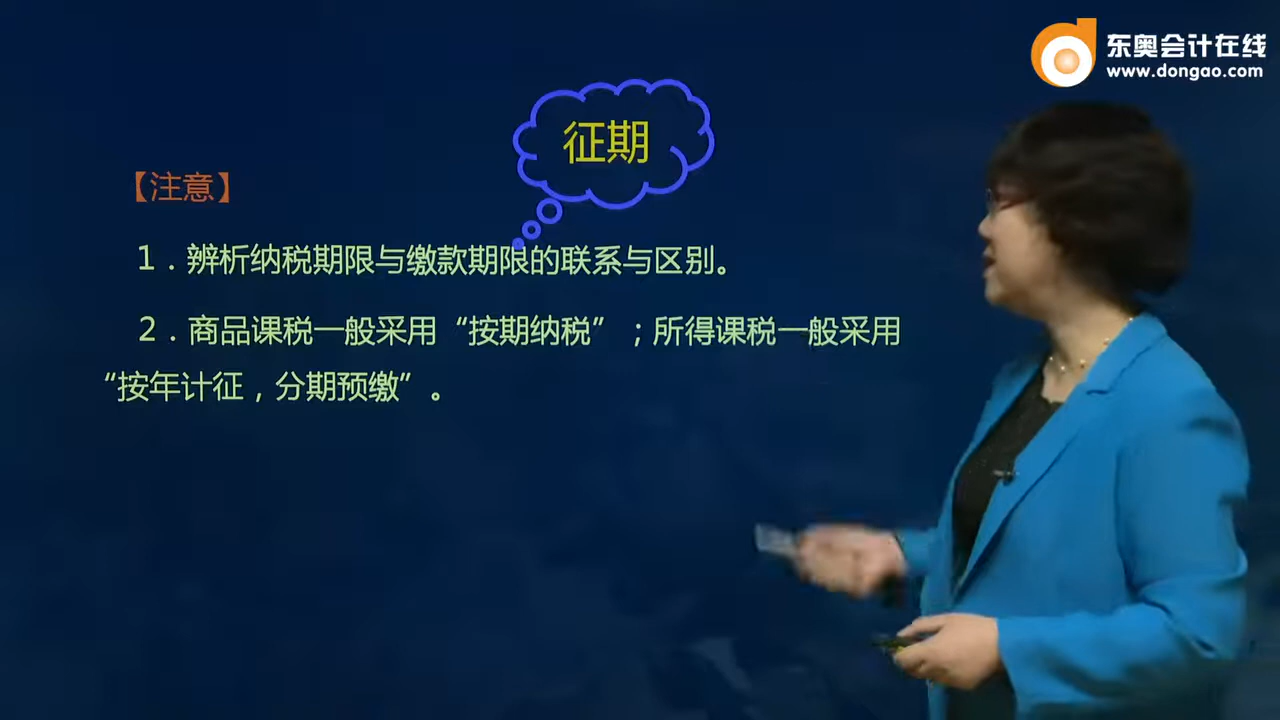 东奥会计在线
www.dongao.com
征期
【注意】
1．辨析纳税期限与缴款期限的联系与区别。
2．商品课税一般采用“按期纳税”；所得课税一般采用
“按年计征，分期预缴”。